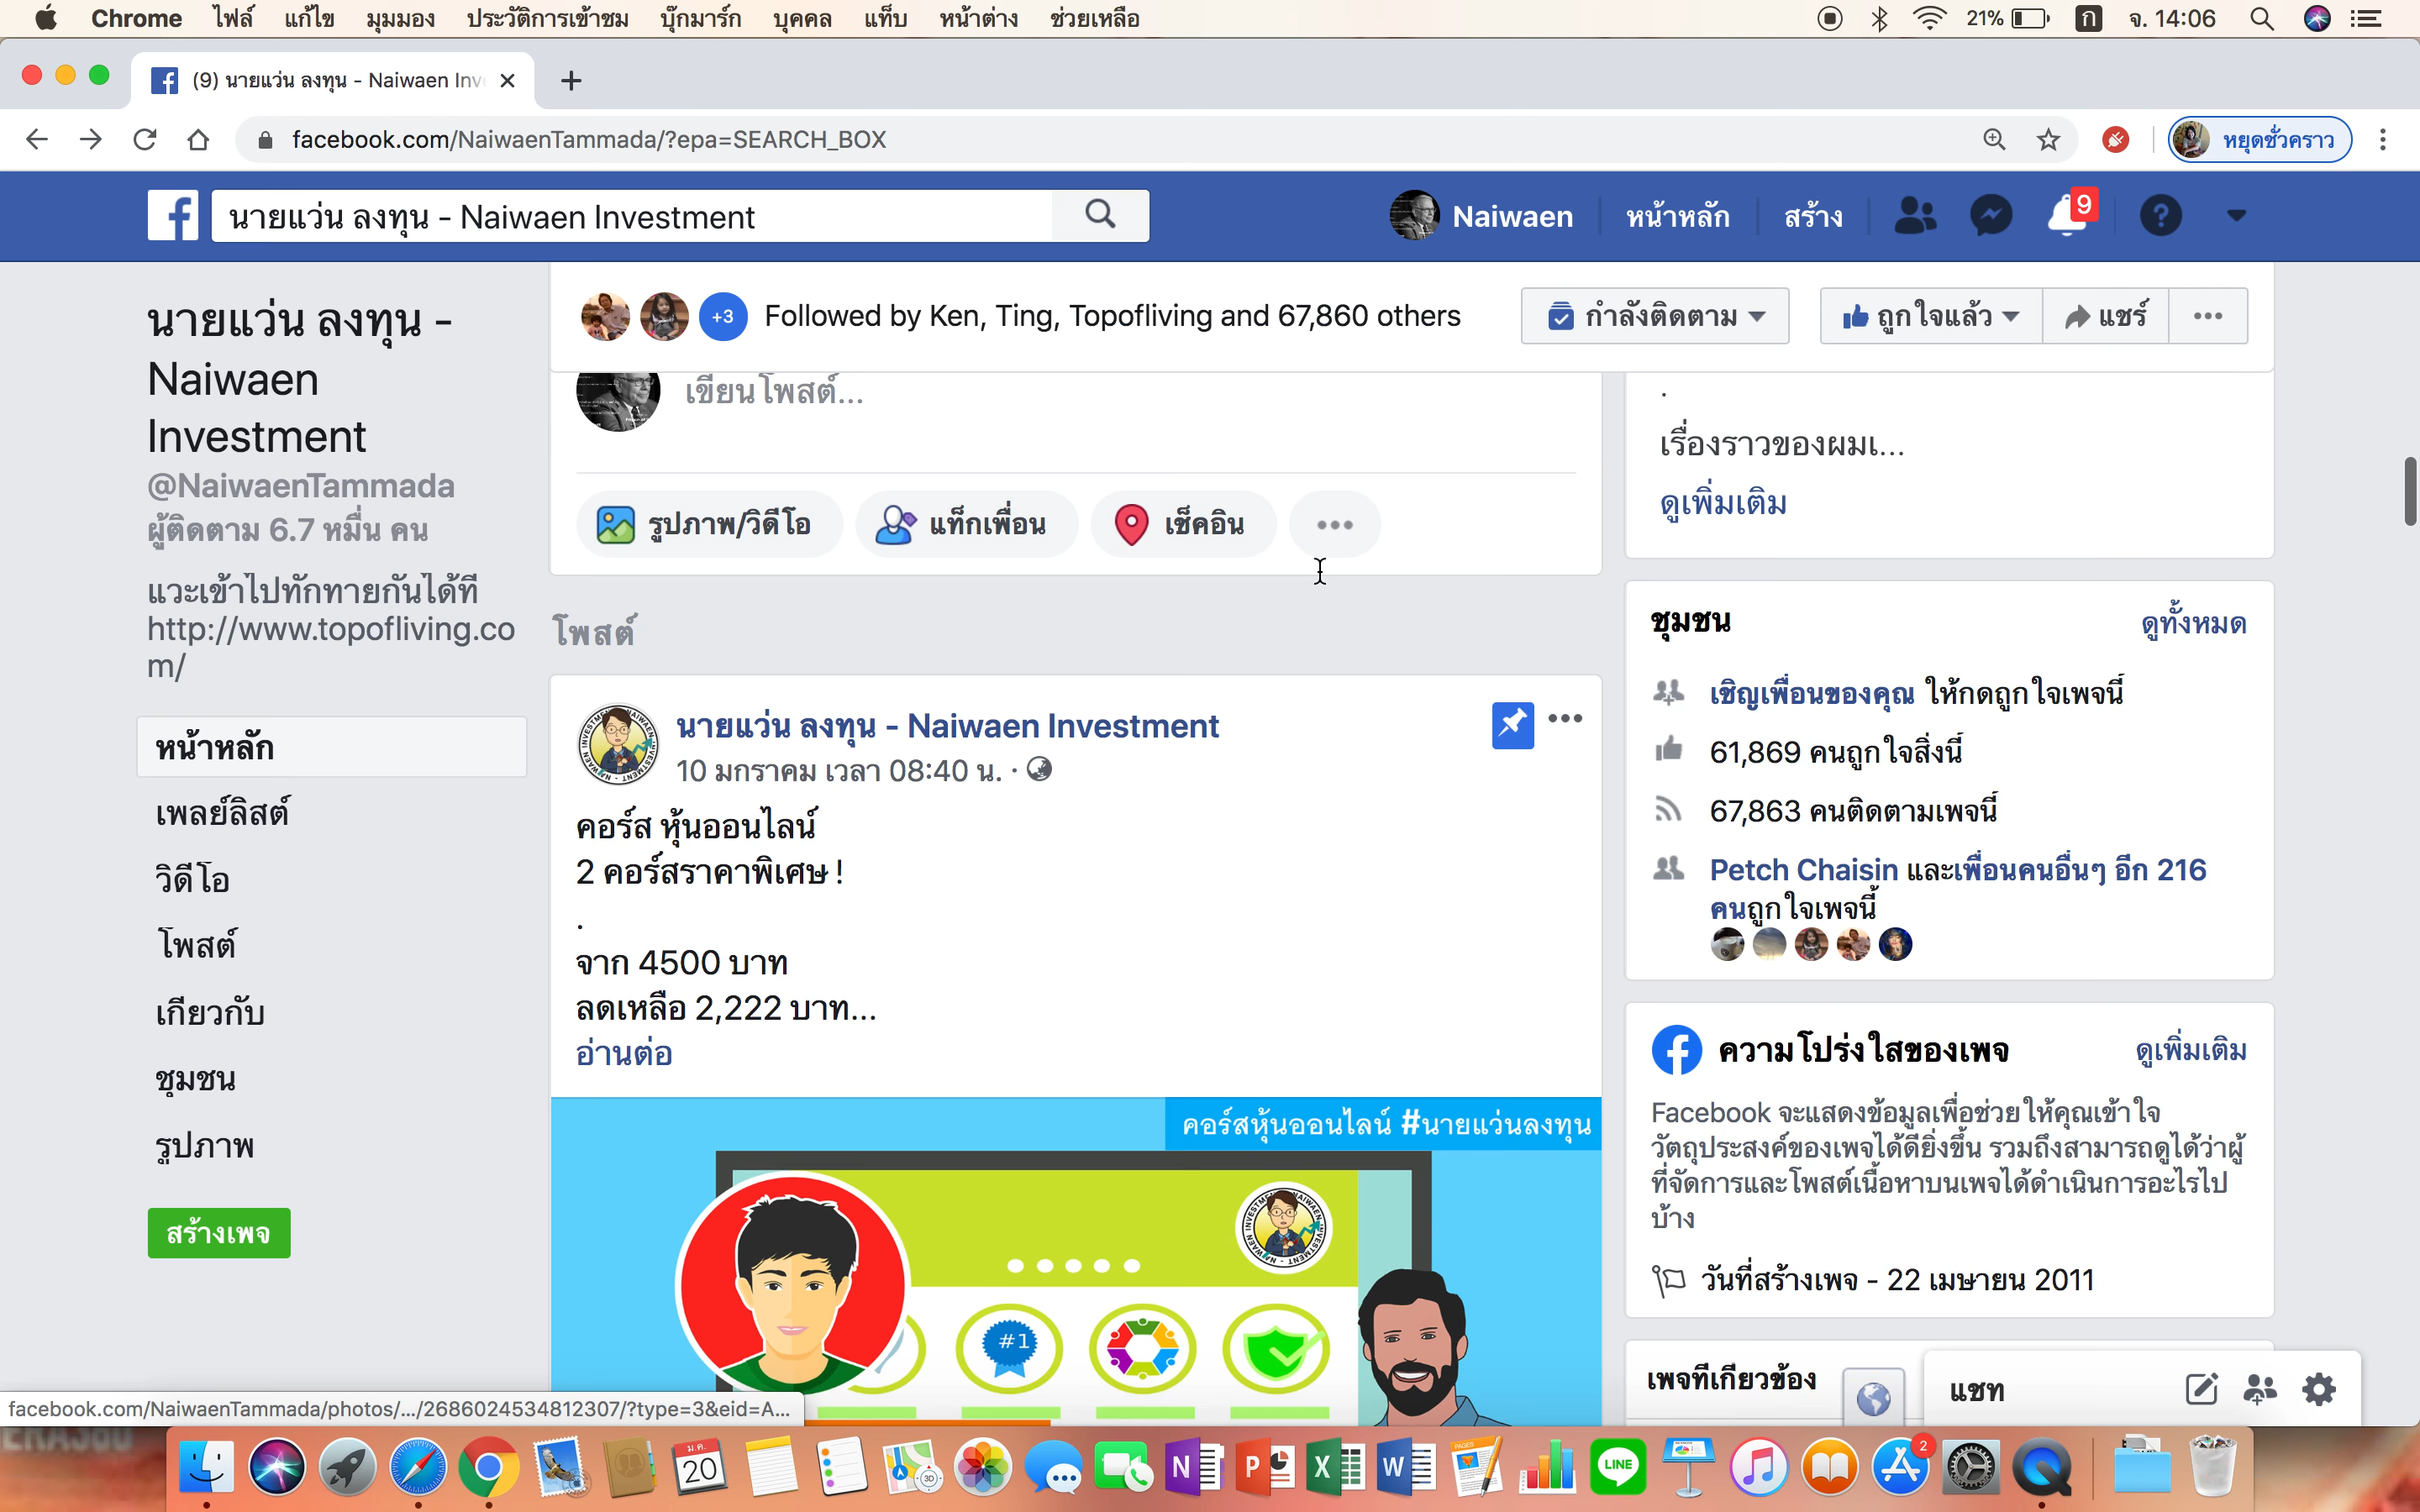 Chrome ไฟล์ แก้ไข มุมมอง ประวัติการเข้าชม บุ๊กมาร์ก บุคคล แท็บ หน้าต่าง ช่วยเหลือ 21% ก จ. 14:06
(9) นายแว่น ลงทุน - Naiwaen Inv
facebook.com/NaiwaenTammada/?epa=SEARCH_BOX หยุดชั่วคราว
นายแว่น ลงทุน - Naiwaen Investment Naiwaen หน้าหลัก สร้าง 9
+3 Followed by Ken, Ting, Topofliving and 67,860 others กำลังติดตาม ถูกใจแล้ว แชร์
นายแว่น ลงทุน -
Naiwaen
Investment
@NaiwaenTammada
ผู้ติดตาม 6.7 หมื่น คน
แวะเข้าไปทักทายกันได้ที่
http://www.topofliving.co
m/
หน้าหลัก
เพลย์ลิสต์
วิดีโอ
โพสต์
เกี่ยวกับ
ชุมชน
รูปภาพ
สร้างเพจ
เขียนโพสต์...
รูปภาพ/วิดีโอ แท็กเพื่อน เช็คอิน
โพสต์
นายแว่น ลงทุน - Naiwaen Investment
10 มกราคม เวลา 08:40 น. ·
คอร์ส หุ้นออนไลน์
2 คอร์สราคาพิเศษ !
.
จาก 4500 บาท
ลดเหลือ 2,222 บาท...
อ่านต่อ
คอร์สหุ้นออนไลน์ #นายแว่นลงทุน
#1
.
เรื่องราวของผมเ...
ดูเพิ่มเติม
ชุมชน ดูทั้งหมด
เชิญเพื่อนของคุณ ให้กดถูกใจเพจนี้
61,869 คนถูกใจสิ่งนี้
67,863 คนติดตามเพจนี้
Petch Chaisin และเพื่อนคนอื่นๆ อีก 216
คนถูกใจเพจนี้
ความโปร่งใสของเพจ ดูเพิ่มเติม
Facebook จะแสดงข้อมูลเพื่อช่วยให้คุณเข้าใจ
วัตถุประสงค์ของเพจได้ดียิ่งขึ้น รวมถึงสามารถดูได้ว่าผู้
ที่จัดการและโพสต์เนื้อหาบนเพจได้ดำเนินการอะไรไป
บ้าง
วันที่สร้างเพจ - 22 เมษายน 2011
เพจที่เกี่ยวข้อง
แชท
facebook.com/NaiwaenTammada/photos/.../2686024534812307/?type=3&eid=A...
ม.ค.
20
3D
N P X W
PAGES
LINE
2